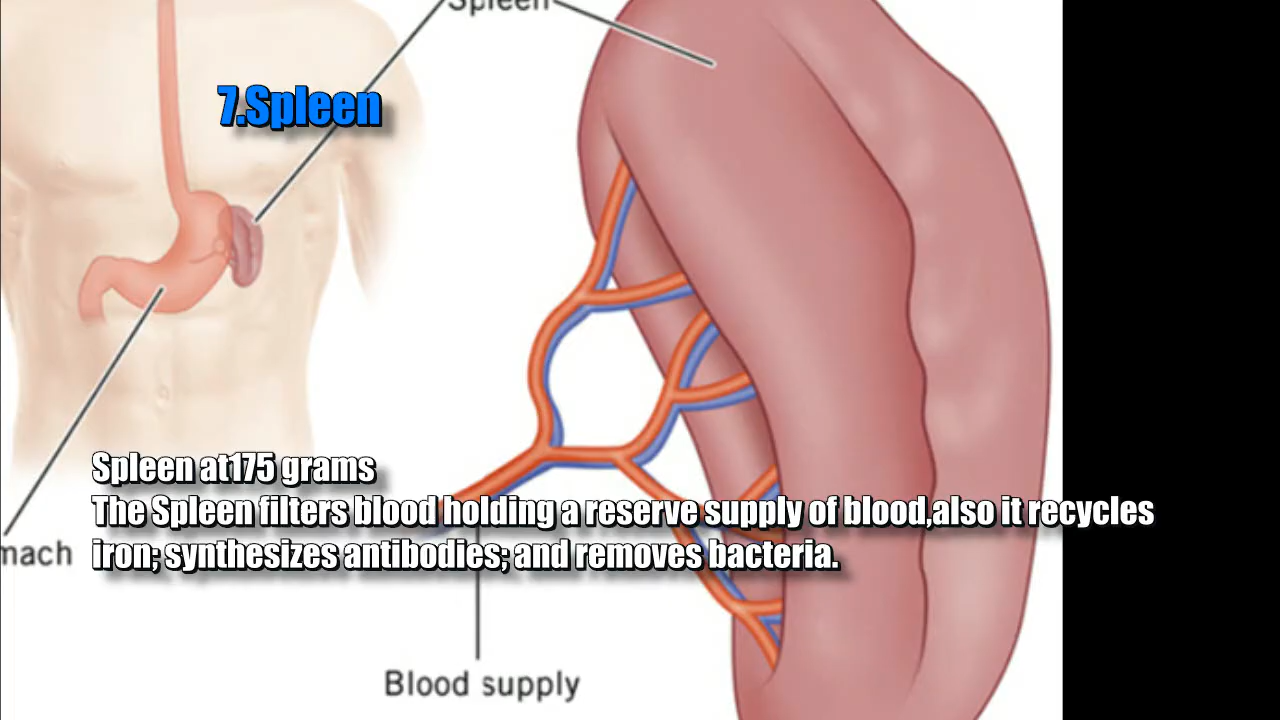 Spleen
7.Spleen
Spleen at175 grams
The Spleen filters blood holding a reserve supply of blood,also it recycles
mach
iron; synthesizes antibodies; and removes bacteria.
Blood supply